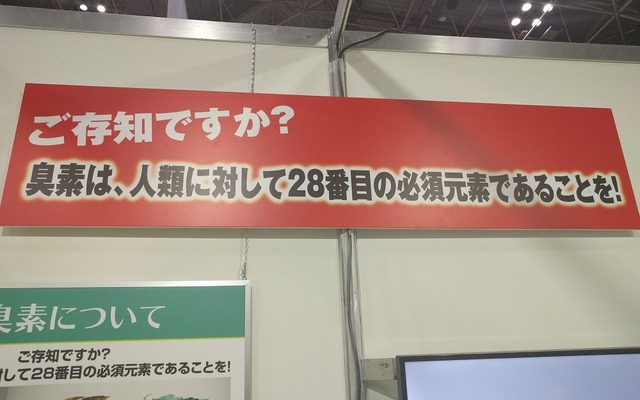 ご存知ですか?
臭素は、人類に対して28番目の必須元素であることを!
臭素について
ご存知ですか?
対して28番目の必須元素であることを!